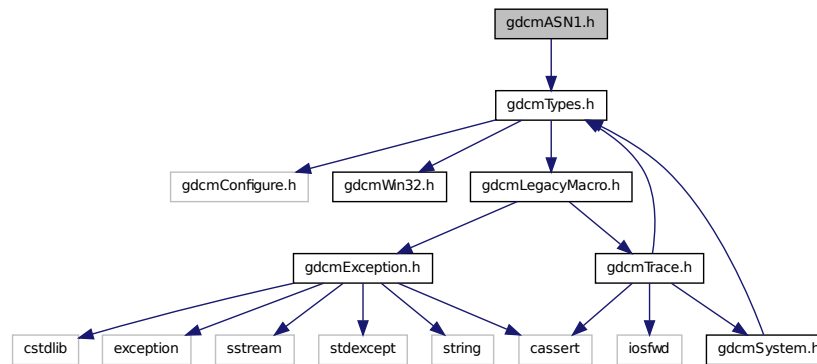 gdcmASN1.h
gdcmTypes.h
gdcmConfigure.h
gdcmWin32.h
gdcmLegacyMacro.h
gdcmException.h
gdcmTrace.h
cstdlib
exception
sstream
stdexcept
string
cassert
iosfwd
gdcmSystem.h